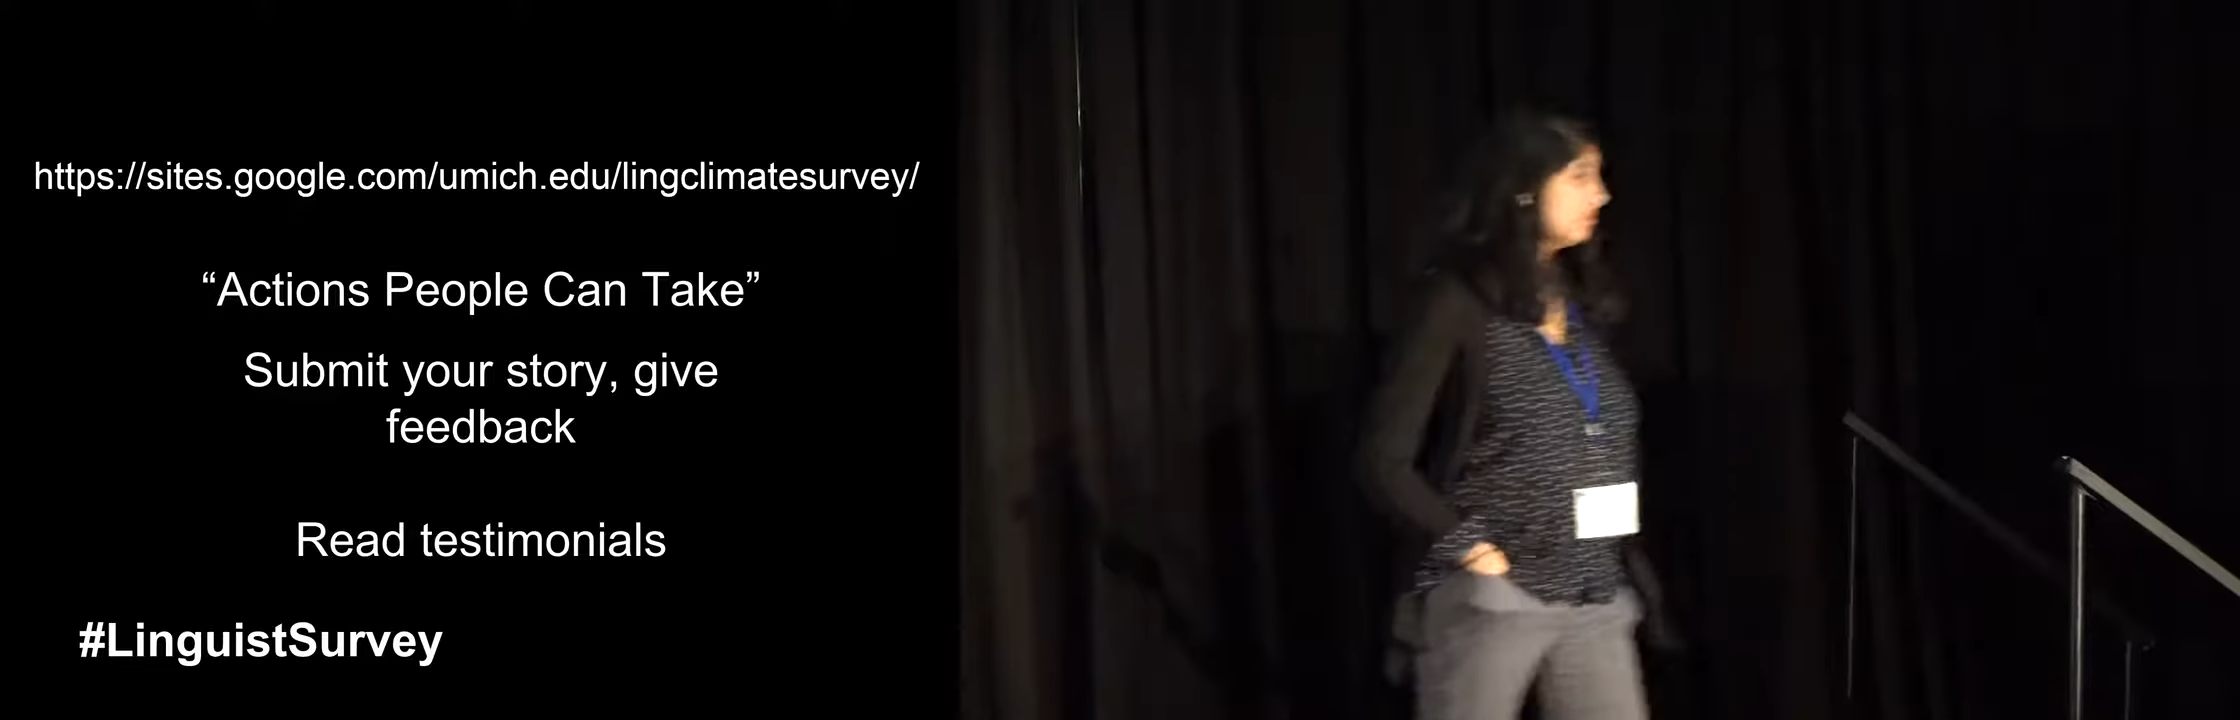 https://sites.google.com/umich.edu/lingclimatesurvey/
“Actions People Can Take”
Submit your story, give
feedback
Read testimonials
#LinguistSurvey